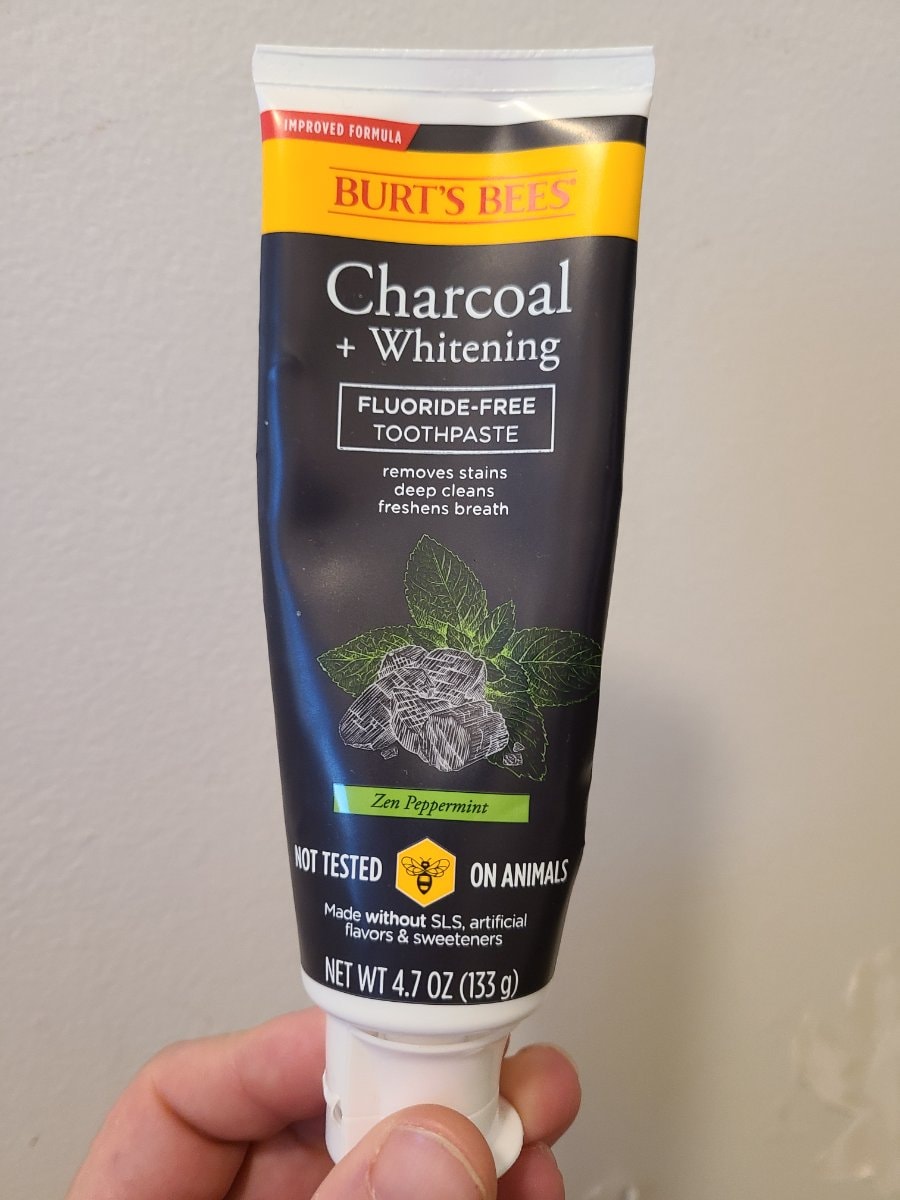 IMPROVED FORMULA
BURT'S BEES®
Charcoal
+ Whitening
FLUORIDE-FREE
TOOTHPASTE
removes stains
deep cleans
freshens breath
Zen Peppermint
NOT TESTED ON ANIMALS
Made without SLS, artificial
flavors & sweeteners
NET WT 4.7 OZ (133 g)